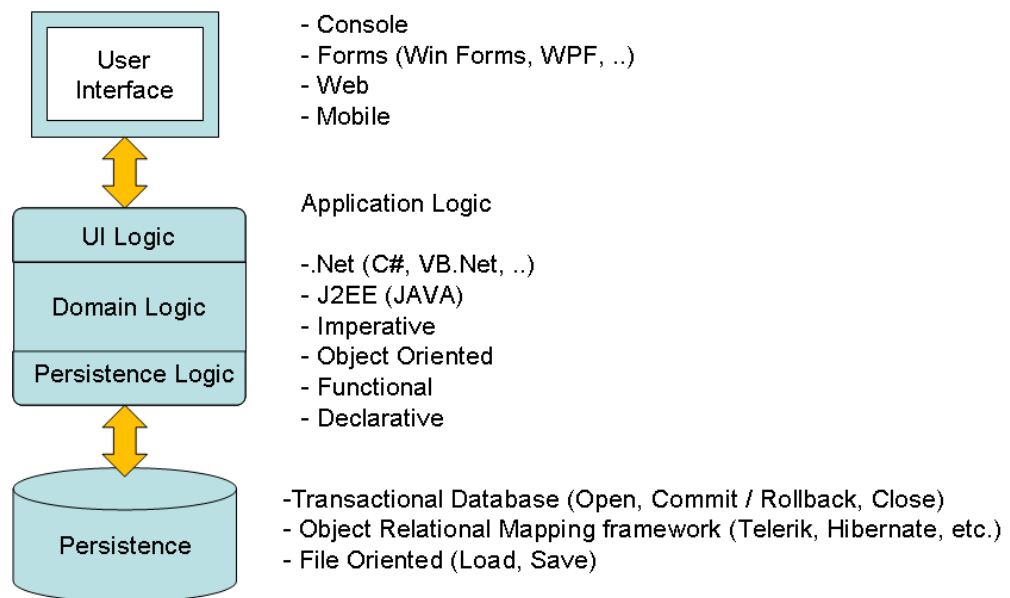 User
Interface
- Console
- Forms (Win Forms, WPF, ..)
- Web
- Mobile
UI Logic
Domain Logic
Persistence Logic
Application Logic
-.Net (C#, VB.Net, ..)
- J2EE (JAVA)
- Imperative
- Object Oriented
- Functional
- Declarative
Persistence
-Transactional Database (Open, Commit / Rollback, Close)
- Object Relational Mapping framework (Telerik, Hibernate, etc.)
- File Oriented (Load, Save)